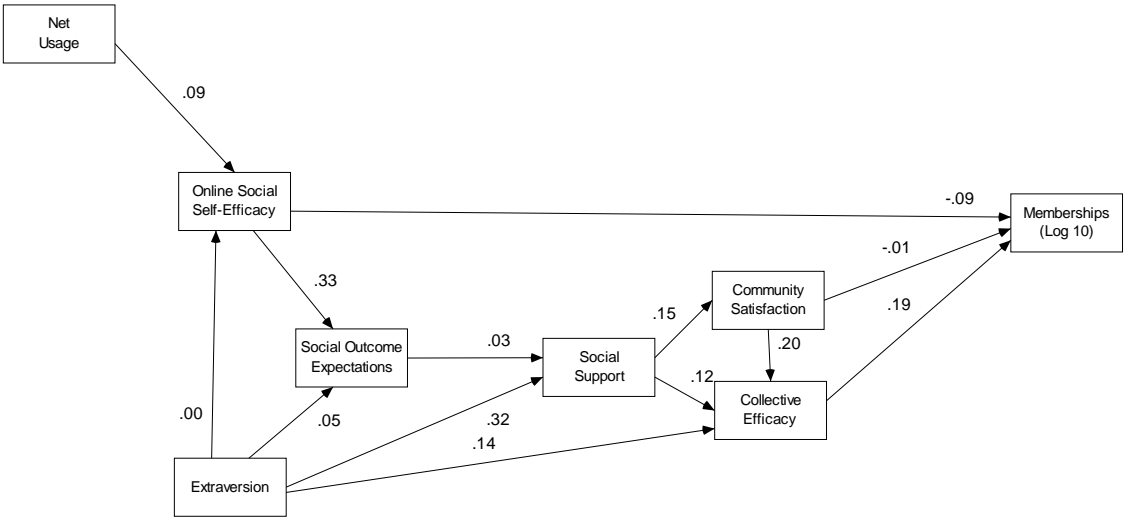 Net
Usage
.09
Online Social
Self-Efficacy
-.09
Memberships
(Log 10)
-.01
.33
Community
Satisfaction
.19
.15
Social Outcome
Expectations
.03
Social
Support
.20
.12
Collective
Efficacy
.00
.05
.32
.14
Extraversion